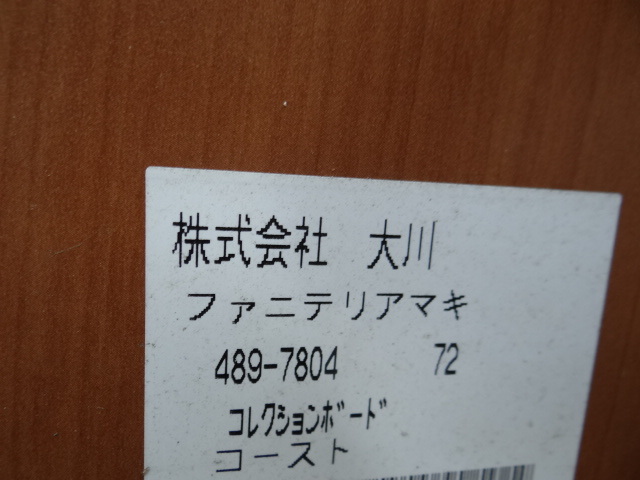 株式会社 大川
ファニテリアマキ
489-7804 72
ｺﾚｸｼｮﾝﾎﾞｰﾄﾞ
コースト